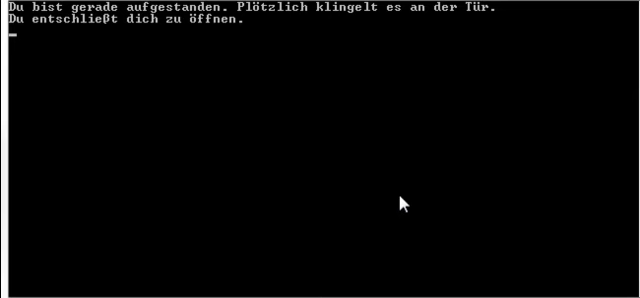 Du bist gerade aufgestanden. Plötzlich klingelt es an der Tür.
Du entschließt dich zu öffnen.